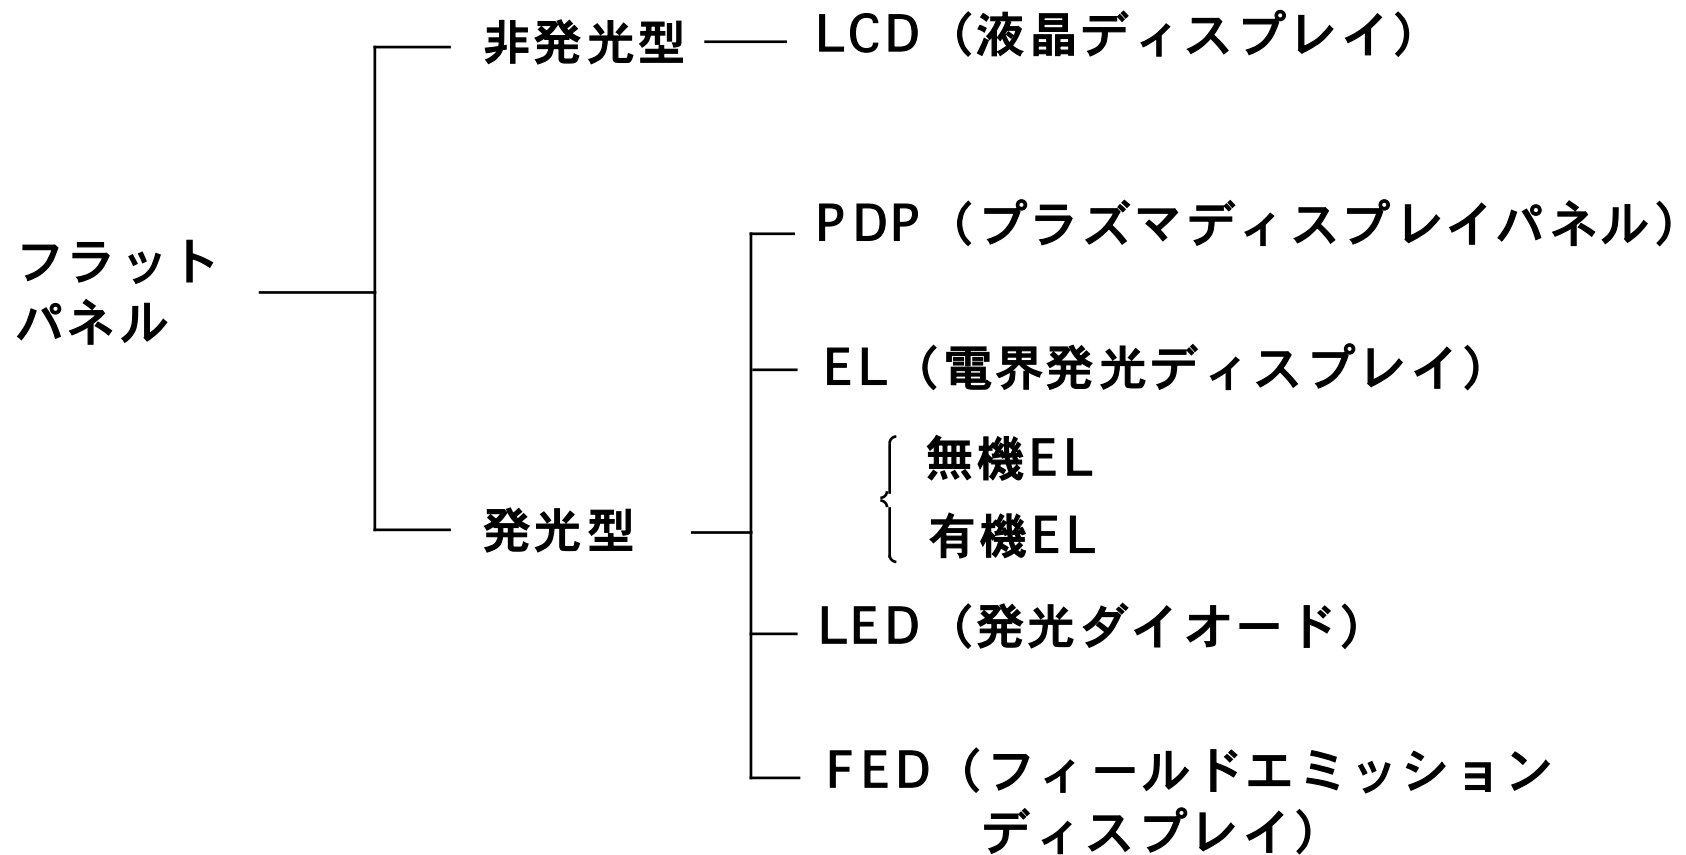 フラット
パネル
非発光型
LCD（液晶ディスプレイ）
発光型
PDP（プラズマディスプレイパネル）
EL（電界発光ディスプレイ）
無機EL
有機EL
LED（発光ダイオード）
FED（フィールドエミッション
ディスプレイ）